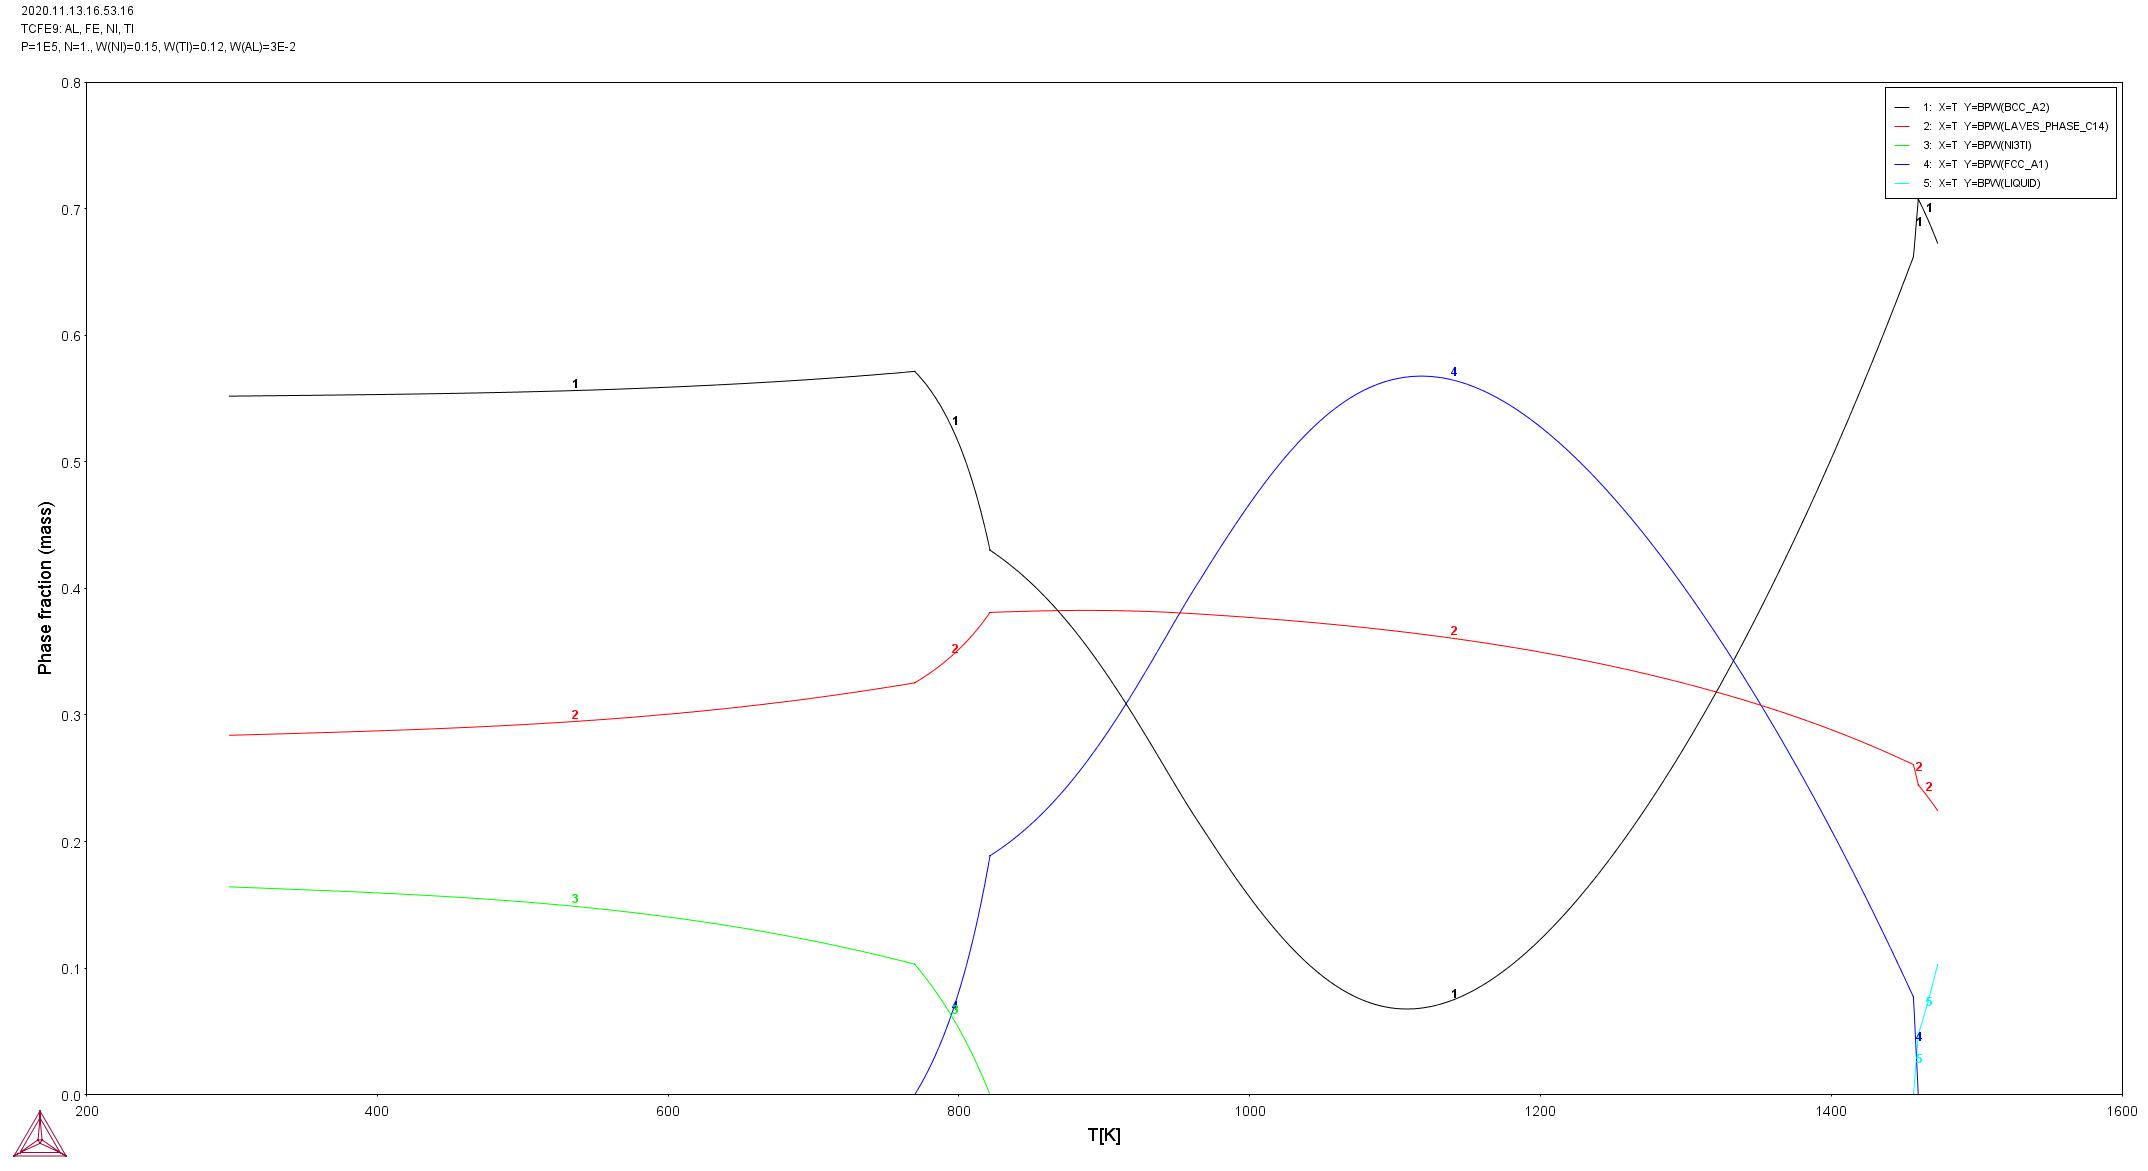 2020.11.13.16.53.16
TCFE9: AL, FE, NI, TI
P=1E5, N=1., W(NI)=0.15, W(TI)=0.12, W(AL)=3E-2
1: X=T Y=BPW(BCC_A2)
2: X=T Y=BPW(LAVES_PHASE_C14)
3: X=T Y=BPW(NI3TI)
4: X=T Y=BPW(FCC_A1)
5: X=T Y=BPW(LIQUID)
Phase fraction (mass)
0.8
0.7
0.6
0.5
0.4
0.3
0.2
0.1
0.0
1
1
1
1
1
2
2
2
2
2
3
3
4
4
4
5
5
200 400 600 800 1000 1200 1400 1600
T[K]